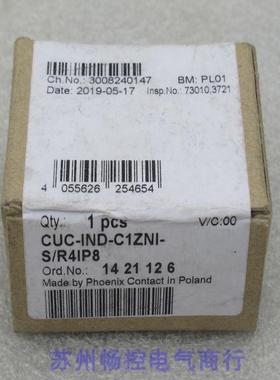 Ch.No.: 3008240147 BM: PL01
Date: 2019-05-17 Insp.No.: 73010,3721
4 055626 254654
Qty.: 1 pcs V/C:00
CUC-IND-C1ZNI-
S/R4IP8
Ord.No.: 14 21 12 6
Made by Phoenix Contact in Poland
苏州畅控电气商行